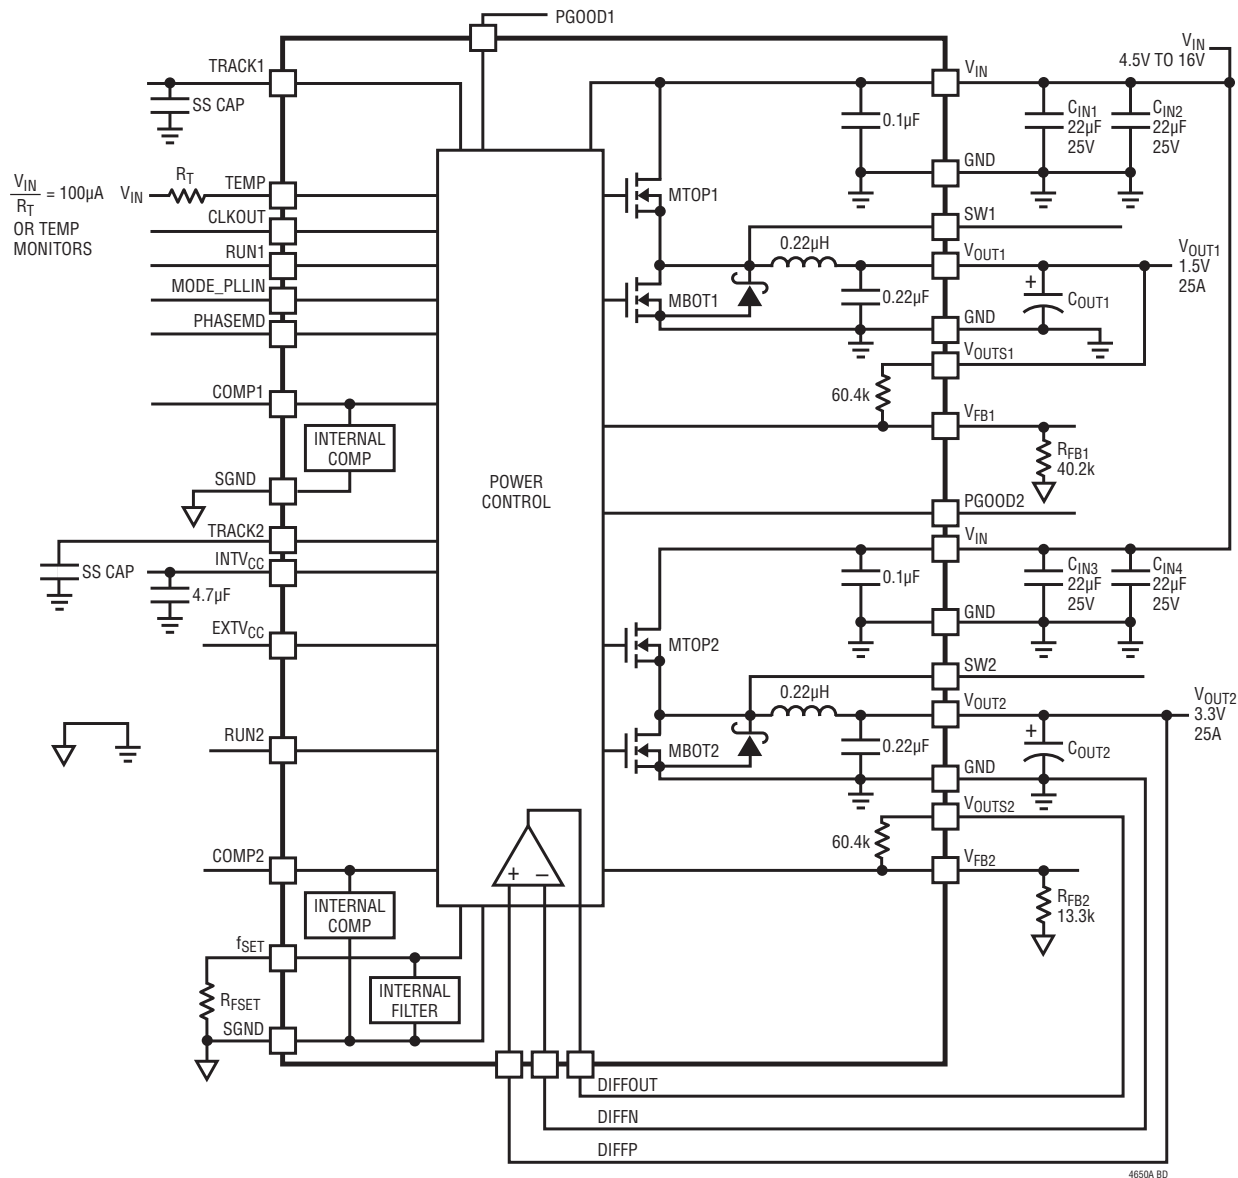 PGOOD1
TRACK1
SS CAP
V_IN
4.5V TO 16V
V_IN
0.1µF
C_IN1
22µF
25V
C_IN2
22µF
25V
GND
V_IN
R_T
= 100µA
OR TEMP
MONITORS
V_IN
R_T
TEMP
CLKOUT
RUN1
MODE_PLLIN
PHASEMD
MTOP1
SW1
0.22µH
V_OUT1
V_OUT1
1.5V
25A
MBOT1
0.22µF
+
C_OUT1
GND
V_OUTS1
60.4k
COMP1
INTERNAL
COMP
V_FB1
R_FB1
40.2k
SGND
POWER
CONTROL
PGOOD2
TRACK2
SS CAP
INTV_CC
4.7µF
V_IN
0.1µF
C_IN3
22µF
25V
C_IN4
22µF
25V
GND
EXTV_CC
MTOP2
SW2
0.22µH
V_OUT2
V_OUT2
3.3V
25A
RUN2
MBOT2
0.22µF
+
C_OUT2
GND
V_OUTS2
60.4k
COMP2
INTERNAL
COMP
+ –
V_FB2
R_FB2
13.3k
f_SET
R_FSET
INTERNAL
FILTER
SGND
DIFFOUT
DIFFN
DIFFP
4650A BD